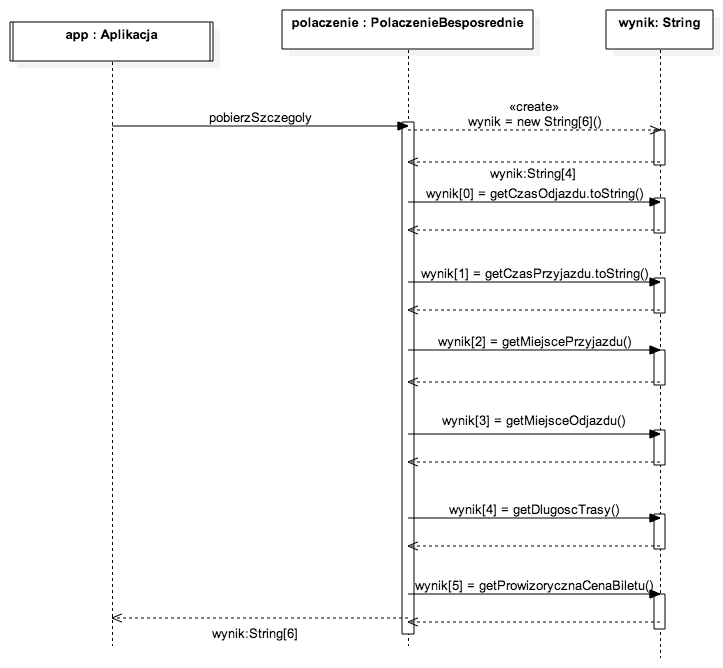 app : Aplikacja
polaczenie : PolaczenieBesposrednie
wynik: String
«create»
pobierzSzczegoly
wynik = new String[6]()
wynik:String[4]
wynik[0] = getCzasOdjazdu.toString()
wynik[1] = getCzasPrzyjazdu.toString()
wynik[2] = getMiejscePrzyjazdu()
wynik[3] = getMiejsceOdjazdu()
wynik[4] = getDlugoscTrasy()
wynik[5] = getProwizorycznaCenaBiletu()
wynik:String[6]